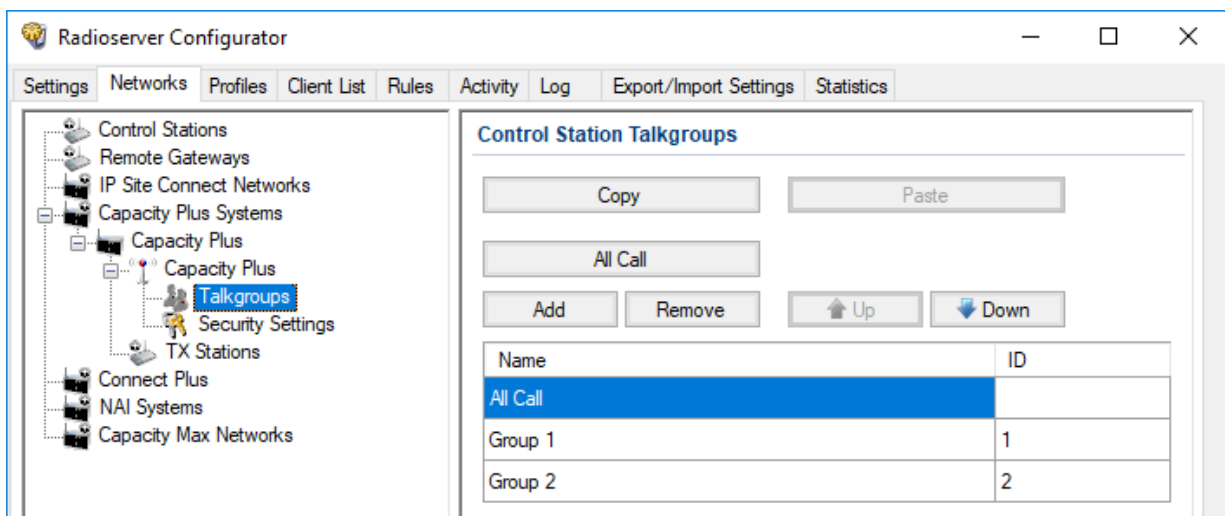 Radioserver Configurator
Settings Networks Profiles Client List Rules Activity Log Export/Import Settings Statistics
Control Stations
Remote Gateways
IP Site Connect Networks
Capacity Plus Systems
Capacity Plus
Capacity Plus
Talkgroups
Security Settings
TX Stations
Connect Plus
NAI Systems
Capacity Max Networks
Control Station Talkgroups
Copy Paste
All Call
Add Remove Up Down
Name ID
All Call
Group 1 1
Group 2 2